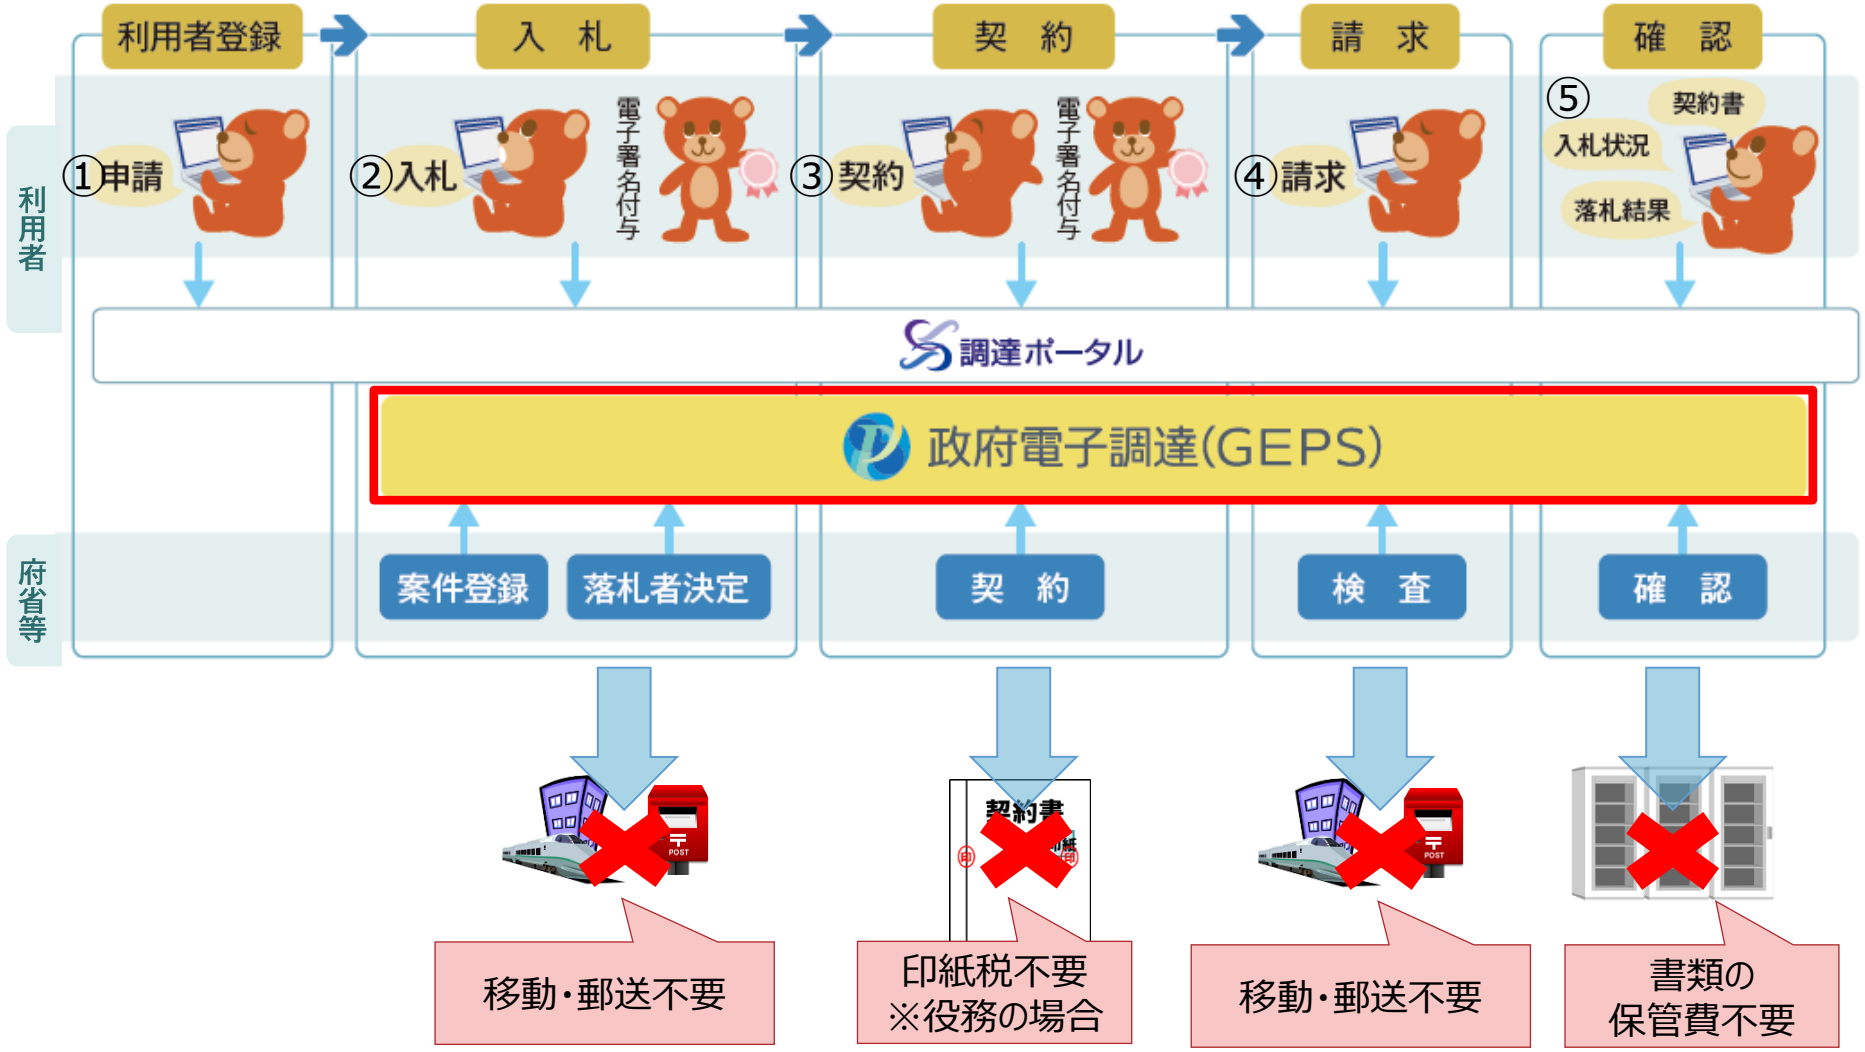 利用者登録
入　札
契　約
請　求
確　認
利用者
①申請
②入札
電子署名付与
③契約
電子署名付与
④請求
⑤
契約書
入札状況
落札結果
調達ポータル
政府電子調達(GEPS)
府省等
案件登録
落札者決定
契　約
検　査
確　認
〒
POST
契約書
印紙
印
印
〒
POST
移動・郵送不要
印紙税不要
※役務の場合
移動・郵送不要
書類の
保管費不要